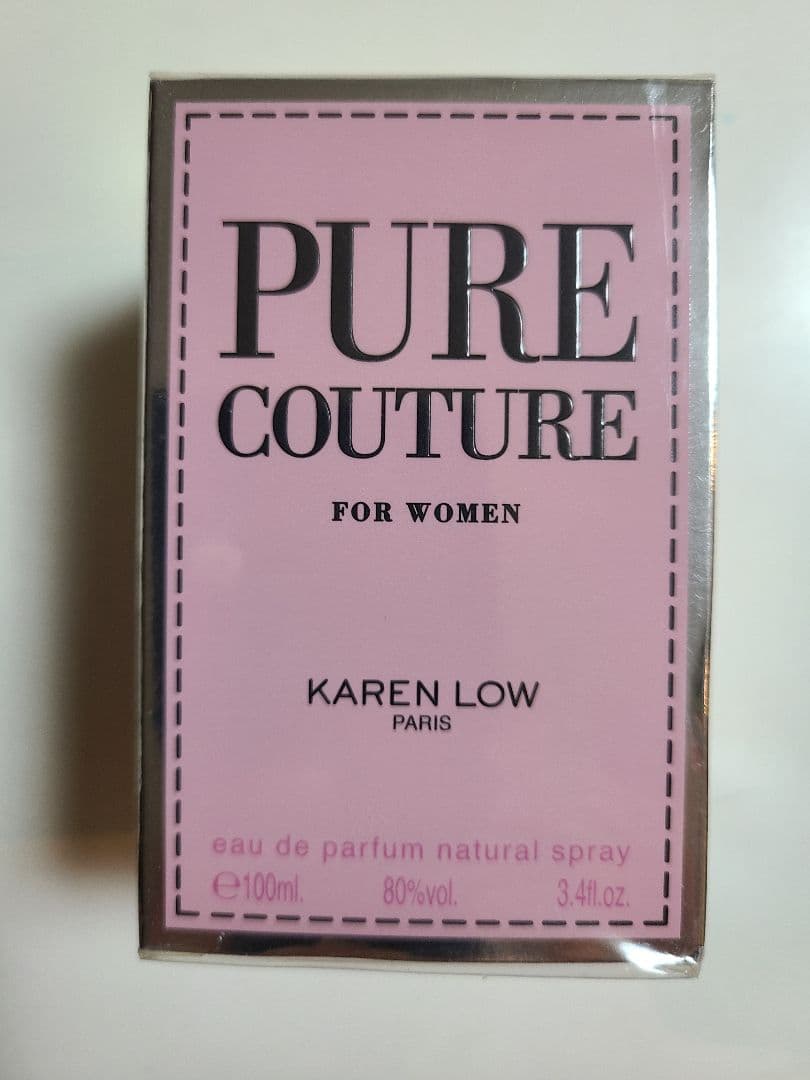 PURE
COUTURE
FOR WOMEN
KAREN LOW
PARIS
eau de parfum natural spray
℮100ml. 80%vol. 3.4fl.oz.